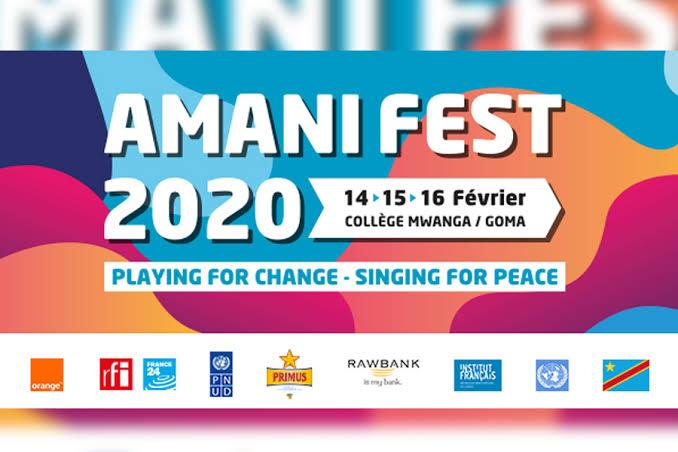 AMANI FEST
2020
14 ▸ 15 ▸ 16 Février
COLLÈGE MWANGA / GOMA
PLAYING FOR CHANGE - SINGING FOR PEACE
orange
rfi
FRANCE 24
PNUD
PRIMUS
RAWBANK
is my bank.
INSTITUT FRANÇAIS